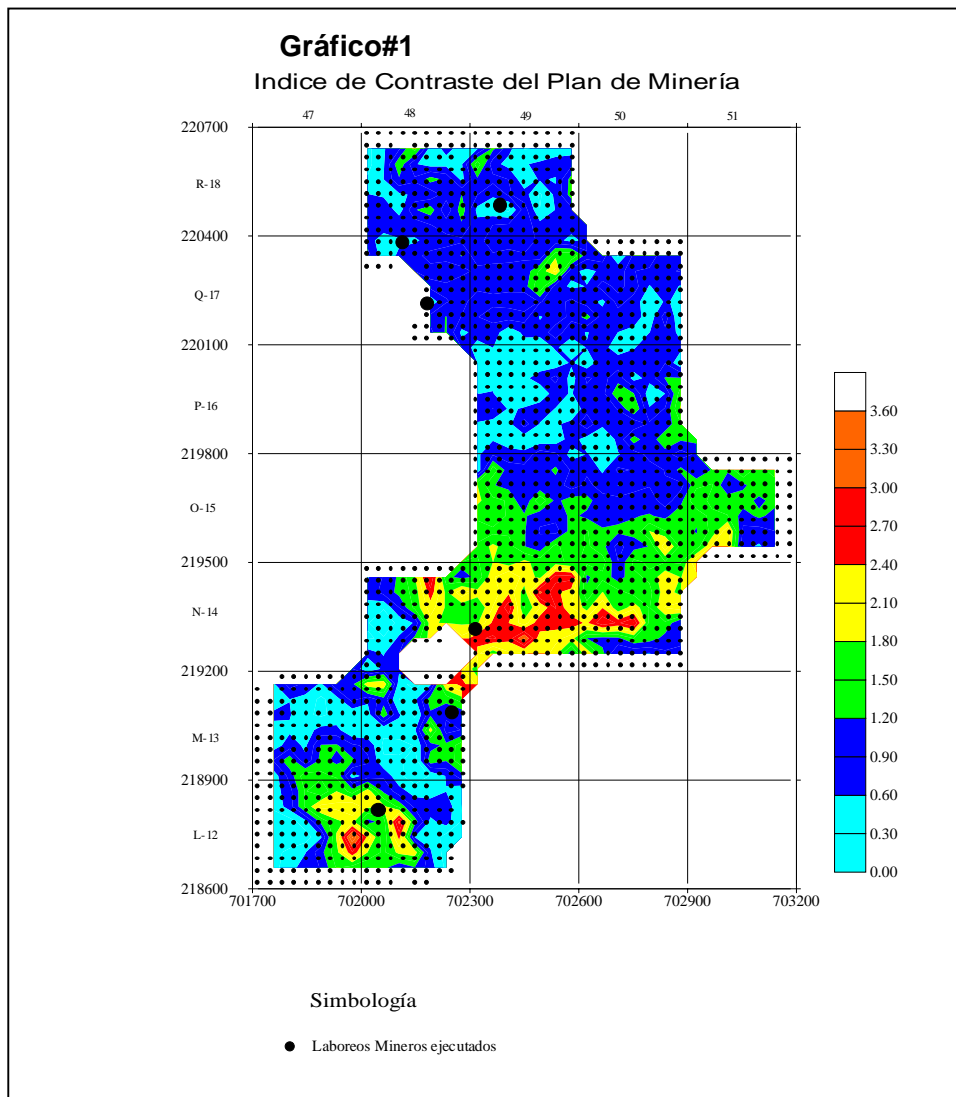 Gráfico#1
Indice de Contraste del Plan de Minería
47 48 49 50 51
220700
R-18
220400
Q-17
220100
P-16
219800
O-15
219500
N-14
219200
M-13
218900
L-12
218600
701700 702000 702300 702600 702900 703200
3.60
3.30
3.00
2.70
2.40
2.10
1.80
1.50
1.20
0.90
0.60
0.30
0.00
Simbología
Laboreos Mineros ejecutados